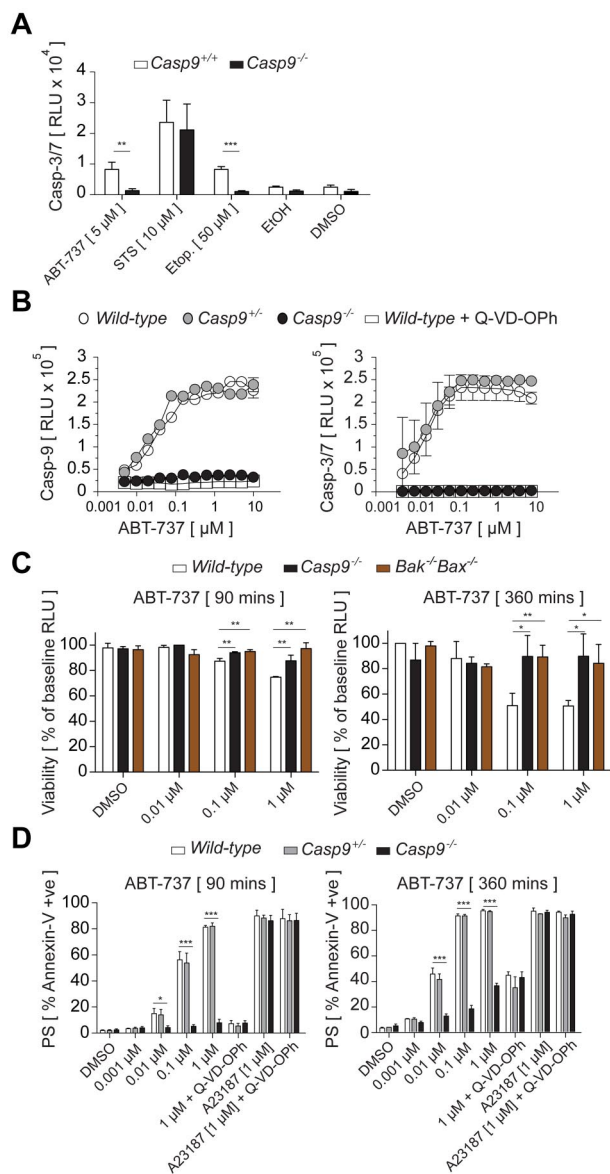 A
Casp9+/+ Casp9-/-
Casp-3/7 [ RLU x 10^4 ]
4
3
2
1
0
** ***
ABT-737 [ 5 µM ]
STS [ 10 µM ]
Etop. [ 50 µM ]
EtOH
DMSO
B
Wild-type Casp9+/- Casp9-/- Wild-type + Q-VD-OPh
Casp-9 [ RLU x 10^5 ]
2.5
2.0
1.5
1.0
0.5
0
0.001 0.01 0.1 1 10
ABT-737 [ µM ]
Casp-3/7 [ RLU x 10^5 ]
2.5
2.0
1.5
1.0
0.5
0
0.001 0.01 0.1 1 10
ABT-737 [ µM ]
C
Wild-type Casp9-/- Bak-/-Bax-/-
ABT-737 [ 90 mins ]
Viability [ % of baseline RLU ]
100
80
60
40
20
0
** **
** **
DMSO
0.01 µM
0.1 µM
1 µM
ABT-737 [ 360 mins ]
Viability [ % of baseline RLU ]
100
80
60
40
20
0
** *
* *
DMSO
0.01 µM
0.1 µM
1 µM
D
Wild-type Casp9+/- Casp9-/-
ABT-737 [ 90 mins ]
PS [ % Annexin-V +ve]
100
80
60
40
20
0
* *** ***
DMSO
0.001 µM
0.01 µM
0.1 µM
1 µM
1 µM + Q-VD-OPh
A23187 [1 µM]
A23187 [1 µM] + Q-VD-OPh
ABT-737 [ 360 mins ]
PS [ % Annexin-V +ve]
100
80
60
40
20
0
*** *** ***
DMSO
0.001 µM
0.01 µM
0.1 µM
1 µM
1 µM + Q-VD-OPh
A23187 [1 µM]
A23187 [1 µM] + Q-VD-OPh